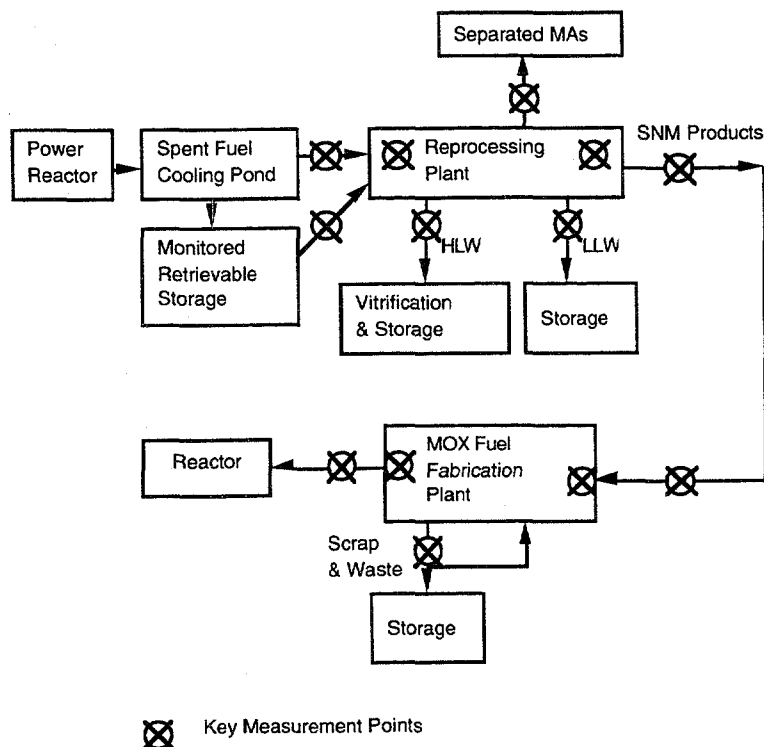 Separated MAs
SNM Products
Power
Reactor
Spent Fuel
Cooling Pond
Reprocessing
Plant
Monitored
Retrievable
Storage
HLW
LLW
Vitrification
& Storage
Storage
Reactor
MOX Fuel
Fabrication
Plant
Scrap
& Waste
Storage
Key Measurement Points